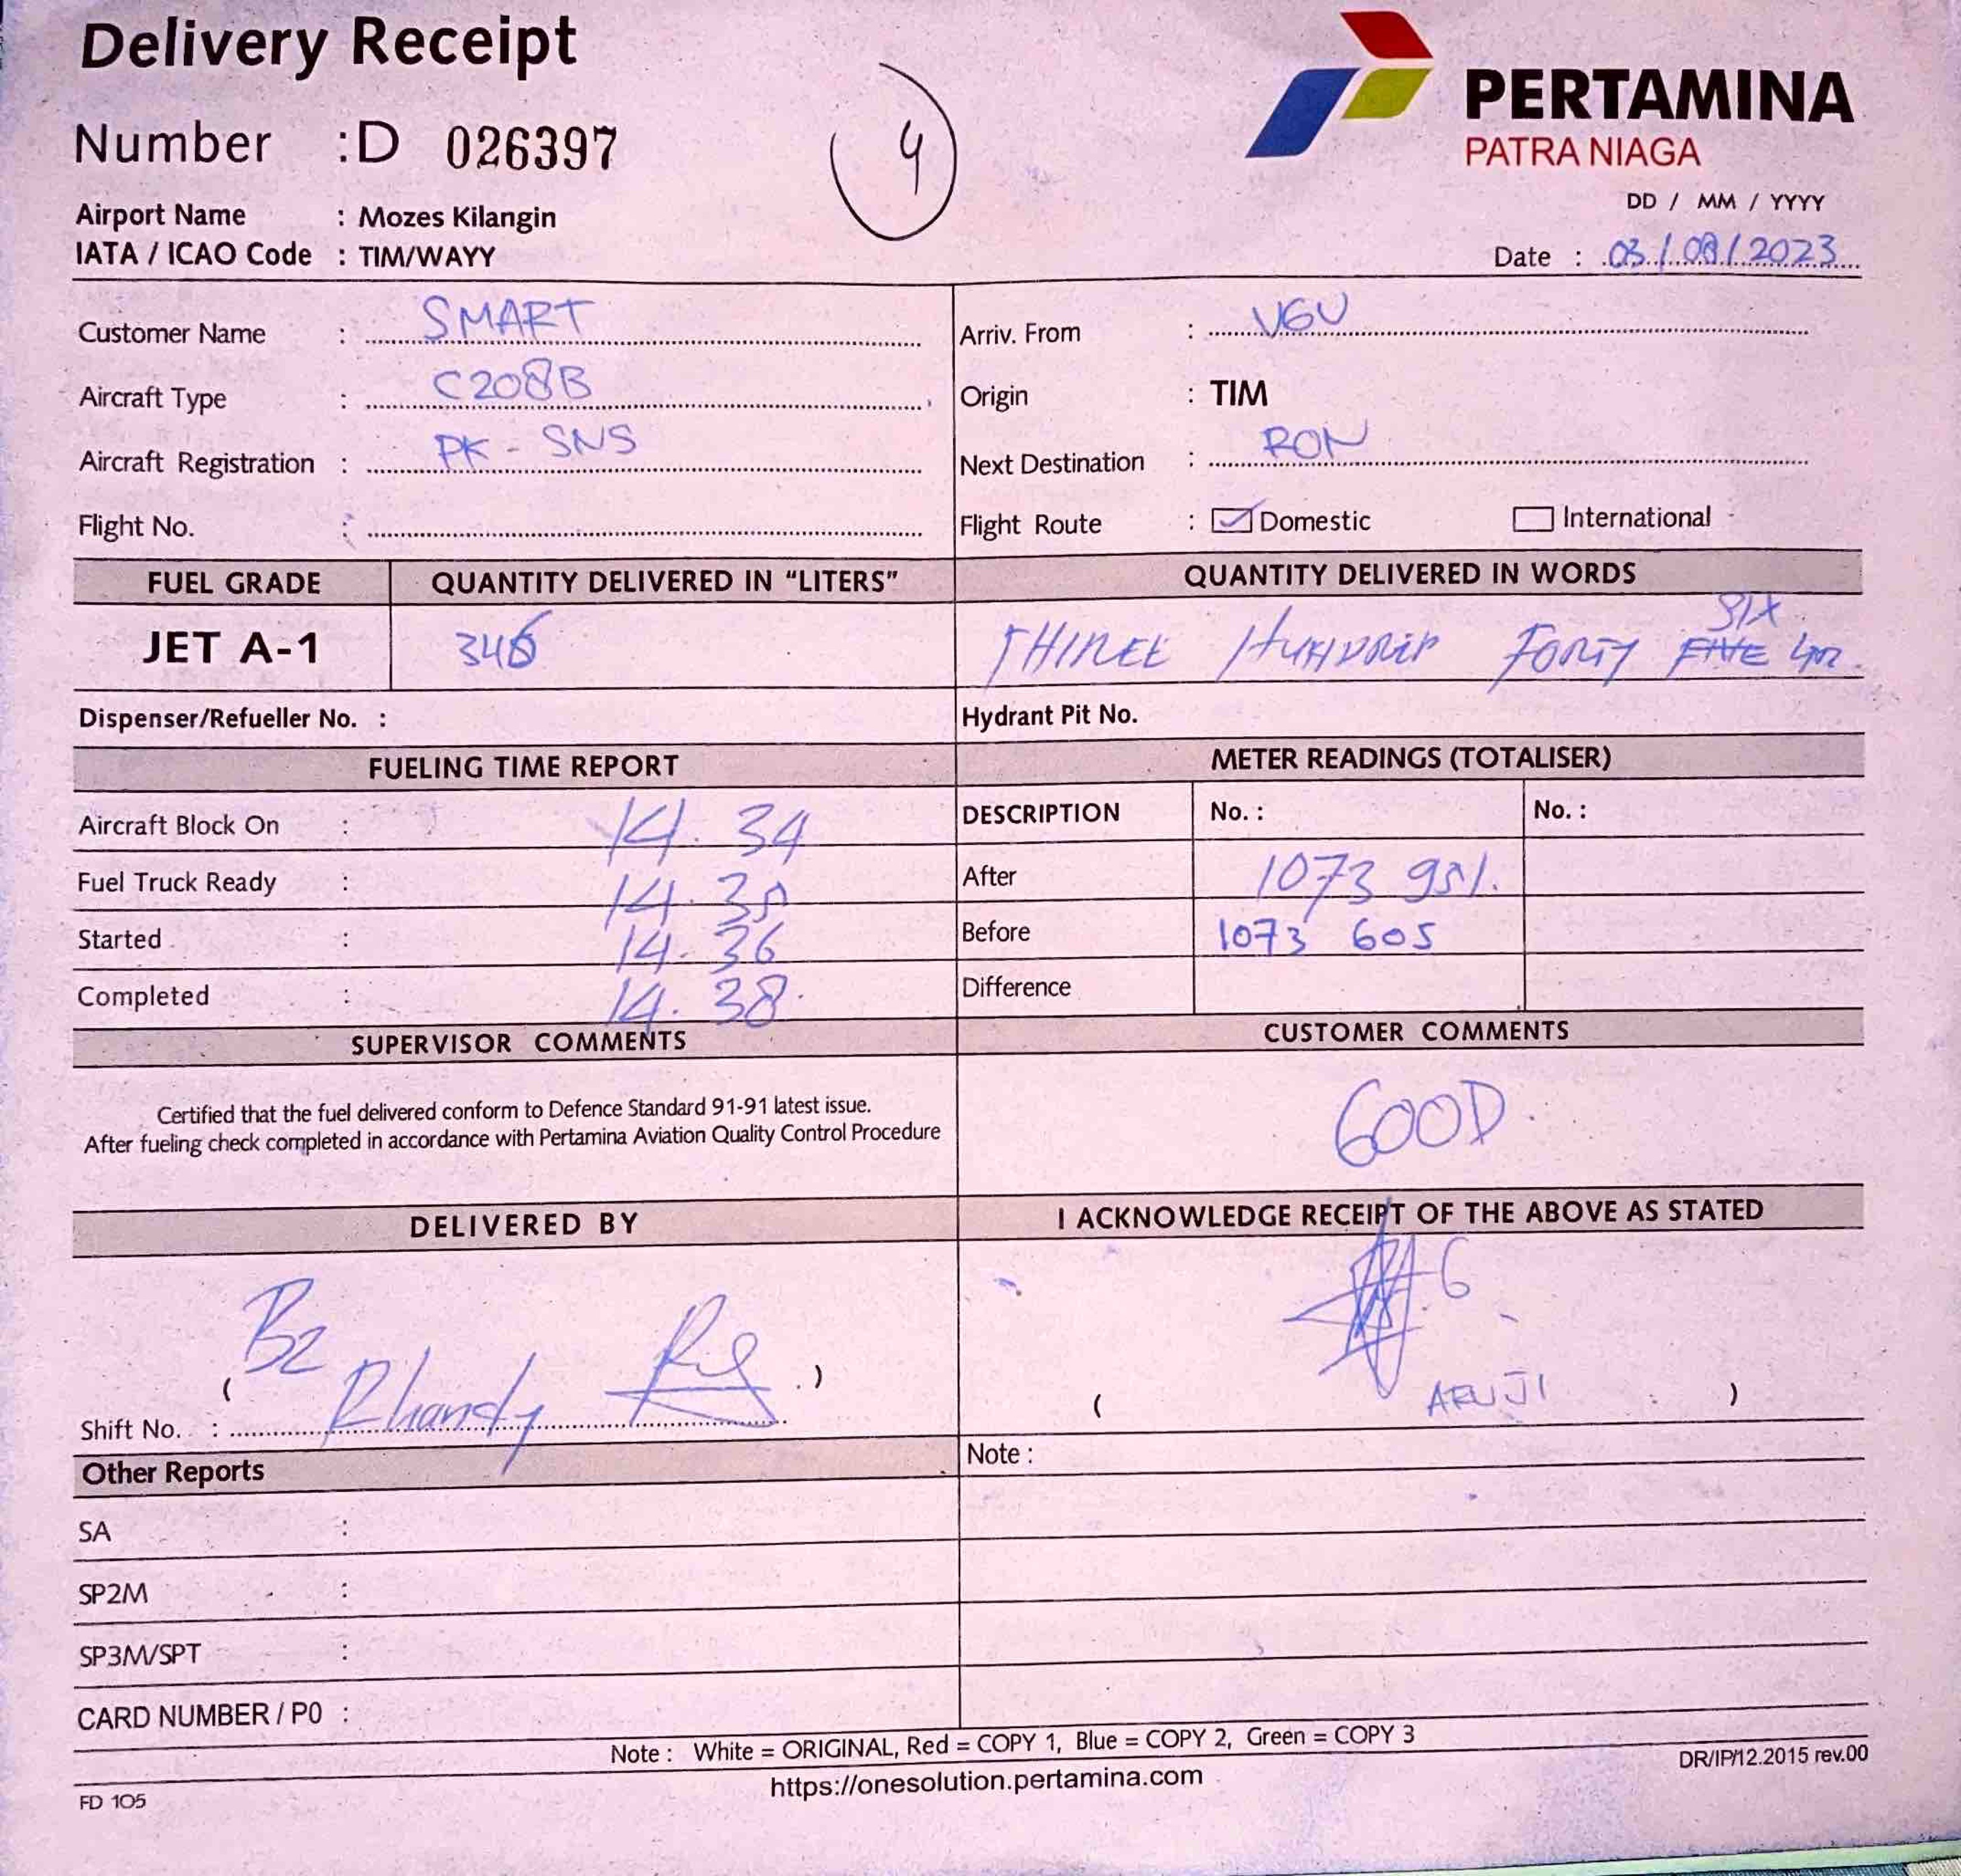 Delivery Receipt
Number : D 026397
4
PERTAMINA
PATRA NIAGA
Airport Name : Mozes Kilangin
IATA / ICAO Code : TIM/WAYY
DD / MM / YYYY
Date : 03/08/2023
Customer Name : SMART
Arriv. From : UGU
Aircraft Type : C208B
Origin : TIM
Aircraft Registration : PK - SNS
Next Destination : RON
Flight No. :
Flight Route : Domestic International
FUEL GRADE QUANTITY DELIVERED IN "LITERS" QUANTITY DELIVERED IN WORDS
JET A-1 346 THREE HUNDRED FORTY FIVE SIX
Dispenser/Refueller No. : Hydrant Pit No.
FUELING TIME REPORT METER READINGS (TOTALISER)
Aircraft Block On : 14.34
DESCRIPTION No. : No. :
Fuel Truck Ready : 14.35
After 1073 951.
Started : 14.36
Before 1073 605
Completed : 14.38.
Difference
SUPERVISOR COMMENTS CUSTOMER COMMENTS
Certified that the fuel delivered conform to Defence Standard 91-91 latest issue.
After fueling check completed in accordance with Pertamina Aviation Quality Control Procedure
GOOD.
DELIVERED BY I ACKNOWLEDGE RECEIPT OF THE ABOVE AS STATED
( B2 Rhandy .)
( )
Shift No. :
Other Reports Note :
SA :
SP2M :
SP3M/SPT :
CARD NUMBER / P0 :
Note : White = ORIGINAL, Red = COPY 1, Blue = COPY 2, Green = COPY 3
DR/IP/12.2015 rev.00
https://onesolution.pertamina.com
FD 105